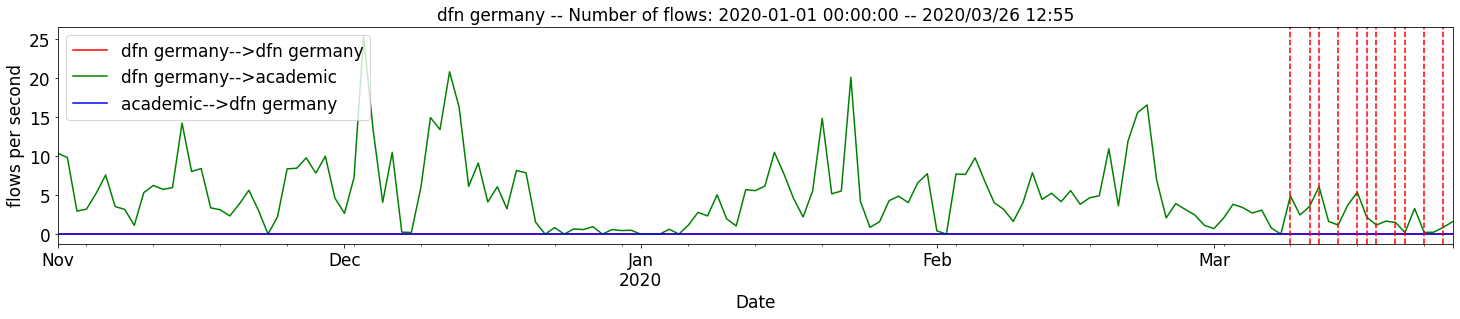 dfn germany -- Number of flows: 2020-01-01 00:00:00 -- 2020/03/26 12:55
flows per second
25
20
15
10
5
0
dfn germany-->dfn germany
dfn germany-->academic
academic-->dfn germany
Nov Dec Jan Feb Mar
2020
Date